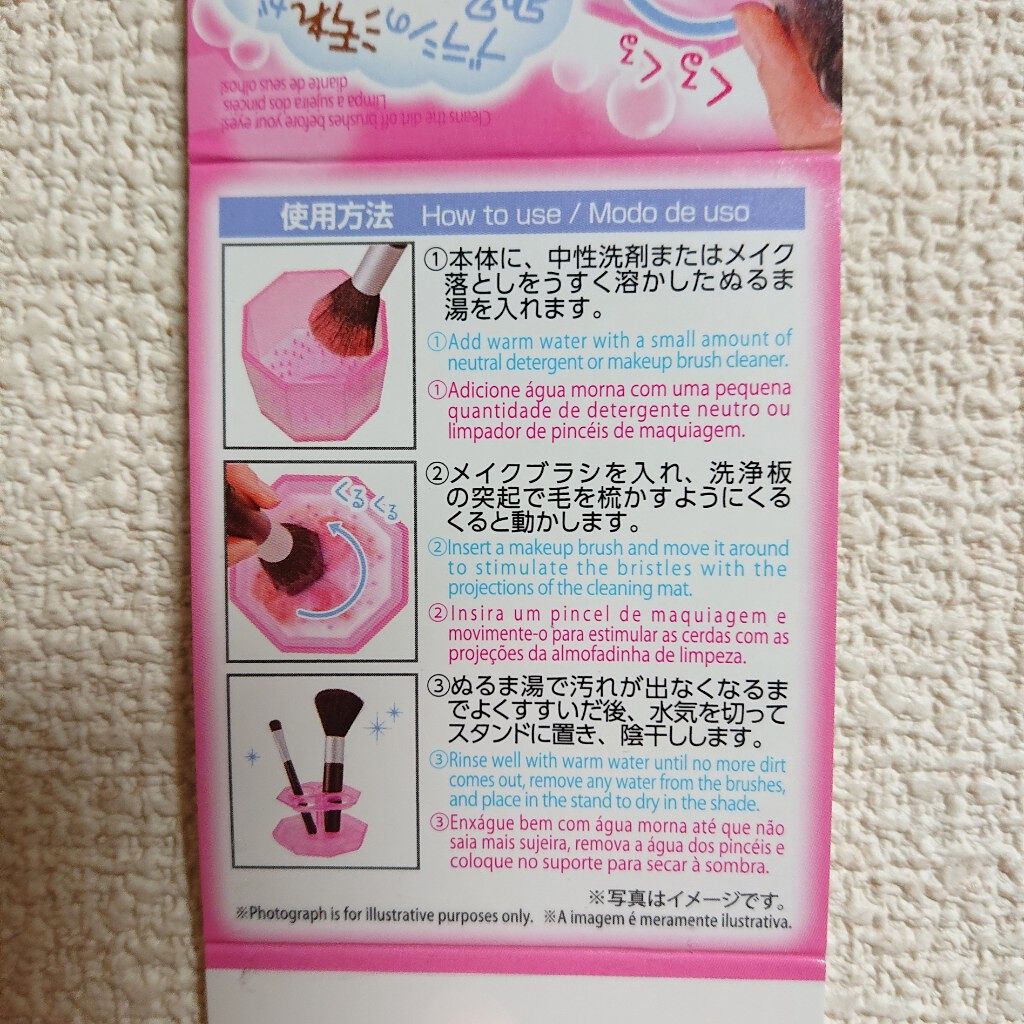 ブラシの汚れが
Cleans the dirt off brushes before your eyes!
Limpa a sujeira dos pincéis
diante de seus olhos!
くるくる
使用方法 How to use / Modo de uso
①本体に、中性洗剤またはメイク
落としをうすく溶かしたぬるま
湯を入れます。
①Add warm water with a small amount of
neutral detergent or makeup brush cleaner.
①Adicione água morna com uma pequena
quantidade de detergente neutro ou
limpador de pincéis de maquiagem.
くるくる
②メイクブラシを入れ、洗浄板
の突起で毛を梳かすようにくる
くると動かします。
②Insert a makeup brush and move it around
to stimulate the bristles with the
projections of the cleaning mat.
②Insira um pincel de maquiagem e
movimente-o para estimular as cerdas com as
projeções da almofadinha de limpeza.
③ぬるま湯で汚れが出なくなるま
でよくすすいだ後、水気を切って
スタンドに置き、陰干しします。
③Rinse well with warm water until no more dirt
comes out, remove any water from the brushes,
and place in the stand to dry in the shade.
③Enxágue bem com água morna até que não
saia mais sujeira, remova a água dos pincéis e
coloque no suporte para secar à sombra.
※写真はイメージです。
※Photograph is for illustrative purposes only. ※A imagem é meramente ilustrativa.